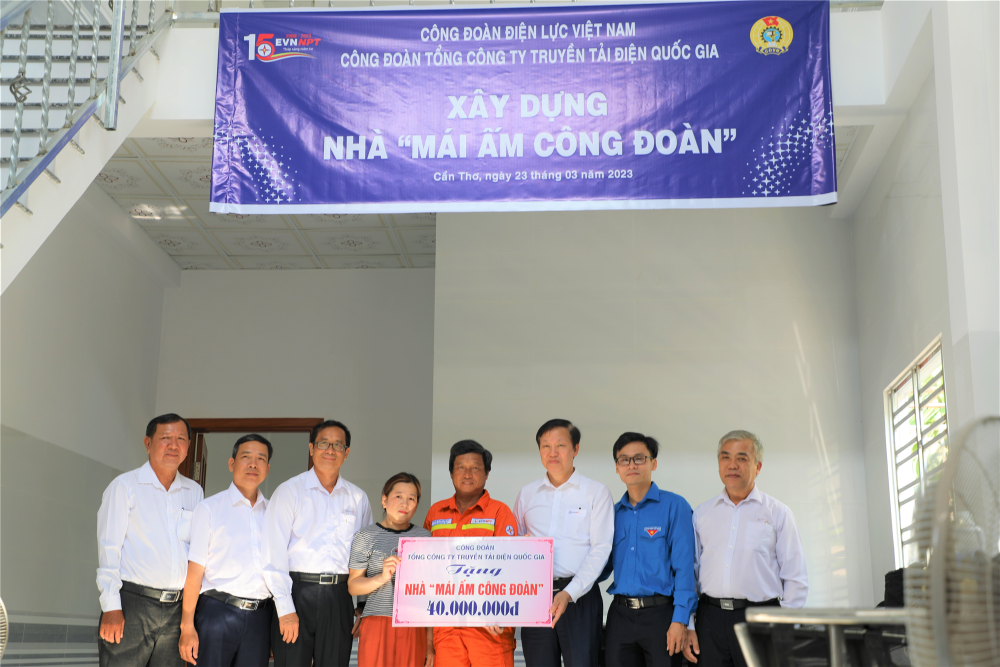 CÔNG ĐOÀN ĐIỆN LỰC VIỆT NAM
CÔNG ĐOÀN TỔNG CÔNG TY TRUYỀN TẢI ĐIỆN QUỐC GIA
15
EVNNPT
XÂY DỰNG
NHÀ “MÁI ẤM CÔNG ĐOÀN”
Cần Thơ, ngày 23 tháng 03 năm 2023
CÔNG ĐOÀN
TỔNG CÔNG TY TRUYỀN TẢI ĐIỆN QUỐC GIA
Tặng
NHÀ “MÁI ẤM CÔNG ĐOÀN”
40.000.000đ